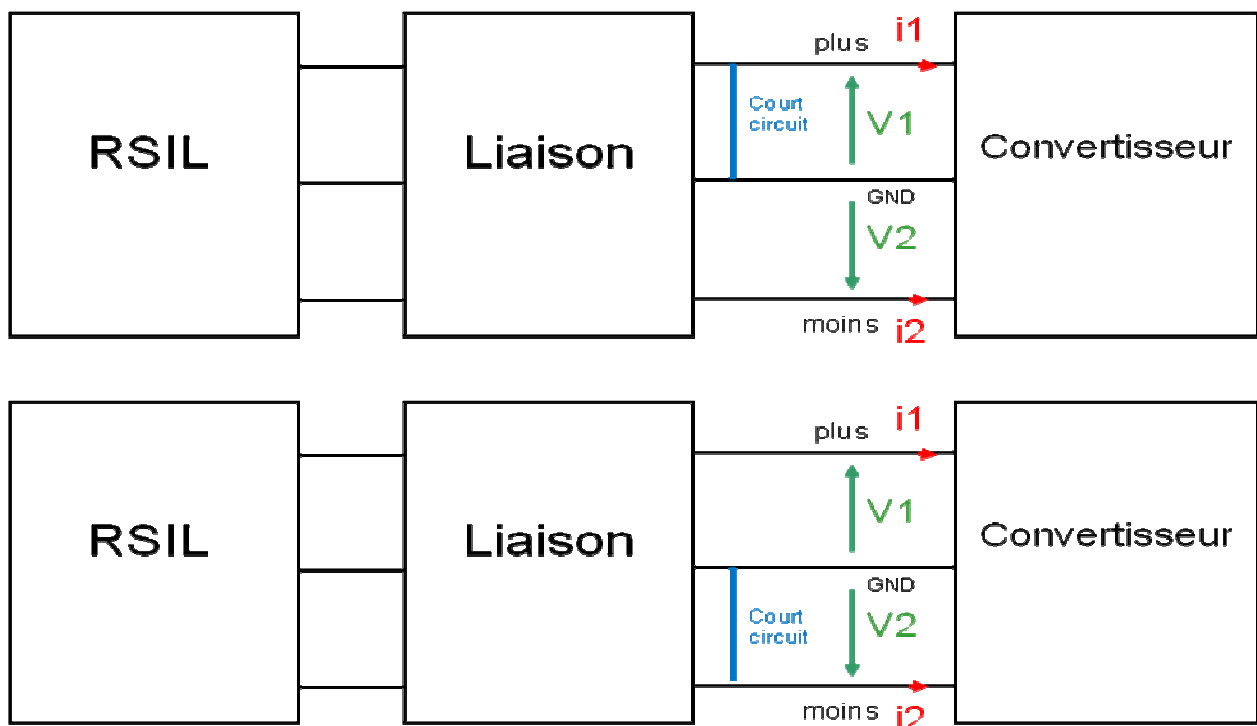 plus i1
RSIL
Liaison
Court
circuit
V1
Convertisseur
GND
V2
moins i2
plus i1
RSIL
Liaison
V1
Convertisseur
GND
Court
circuit
V2
moins i2